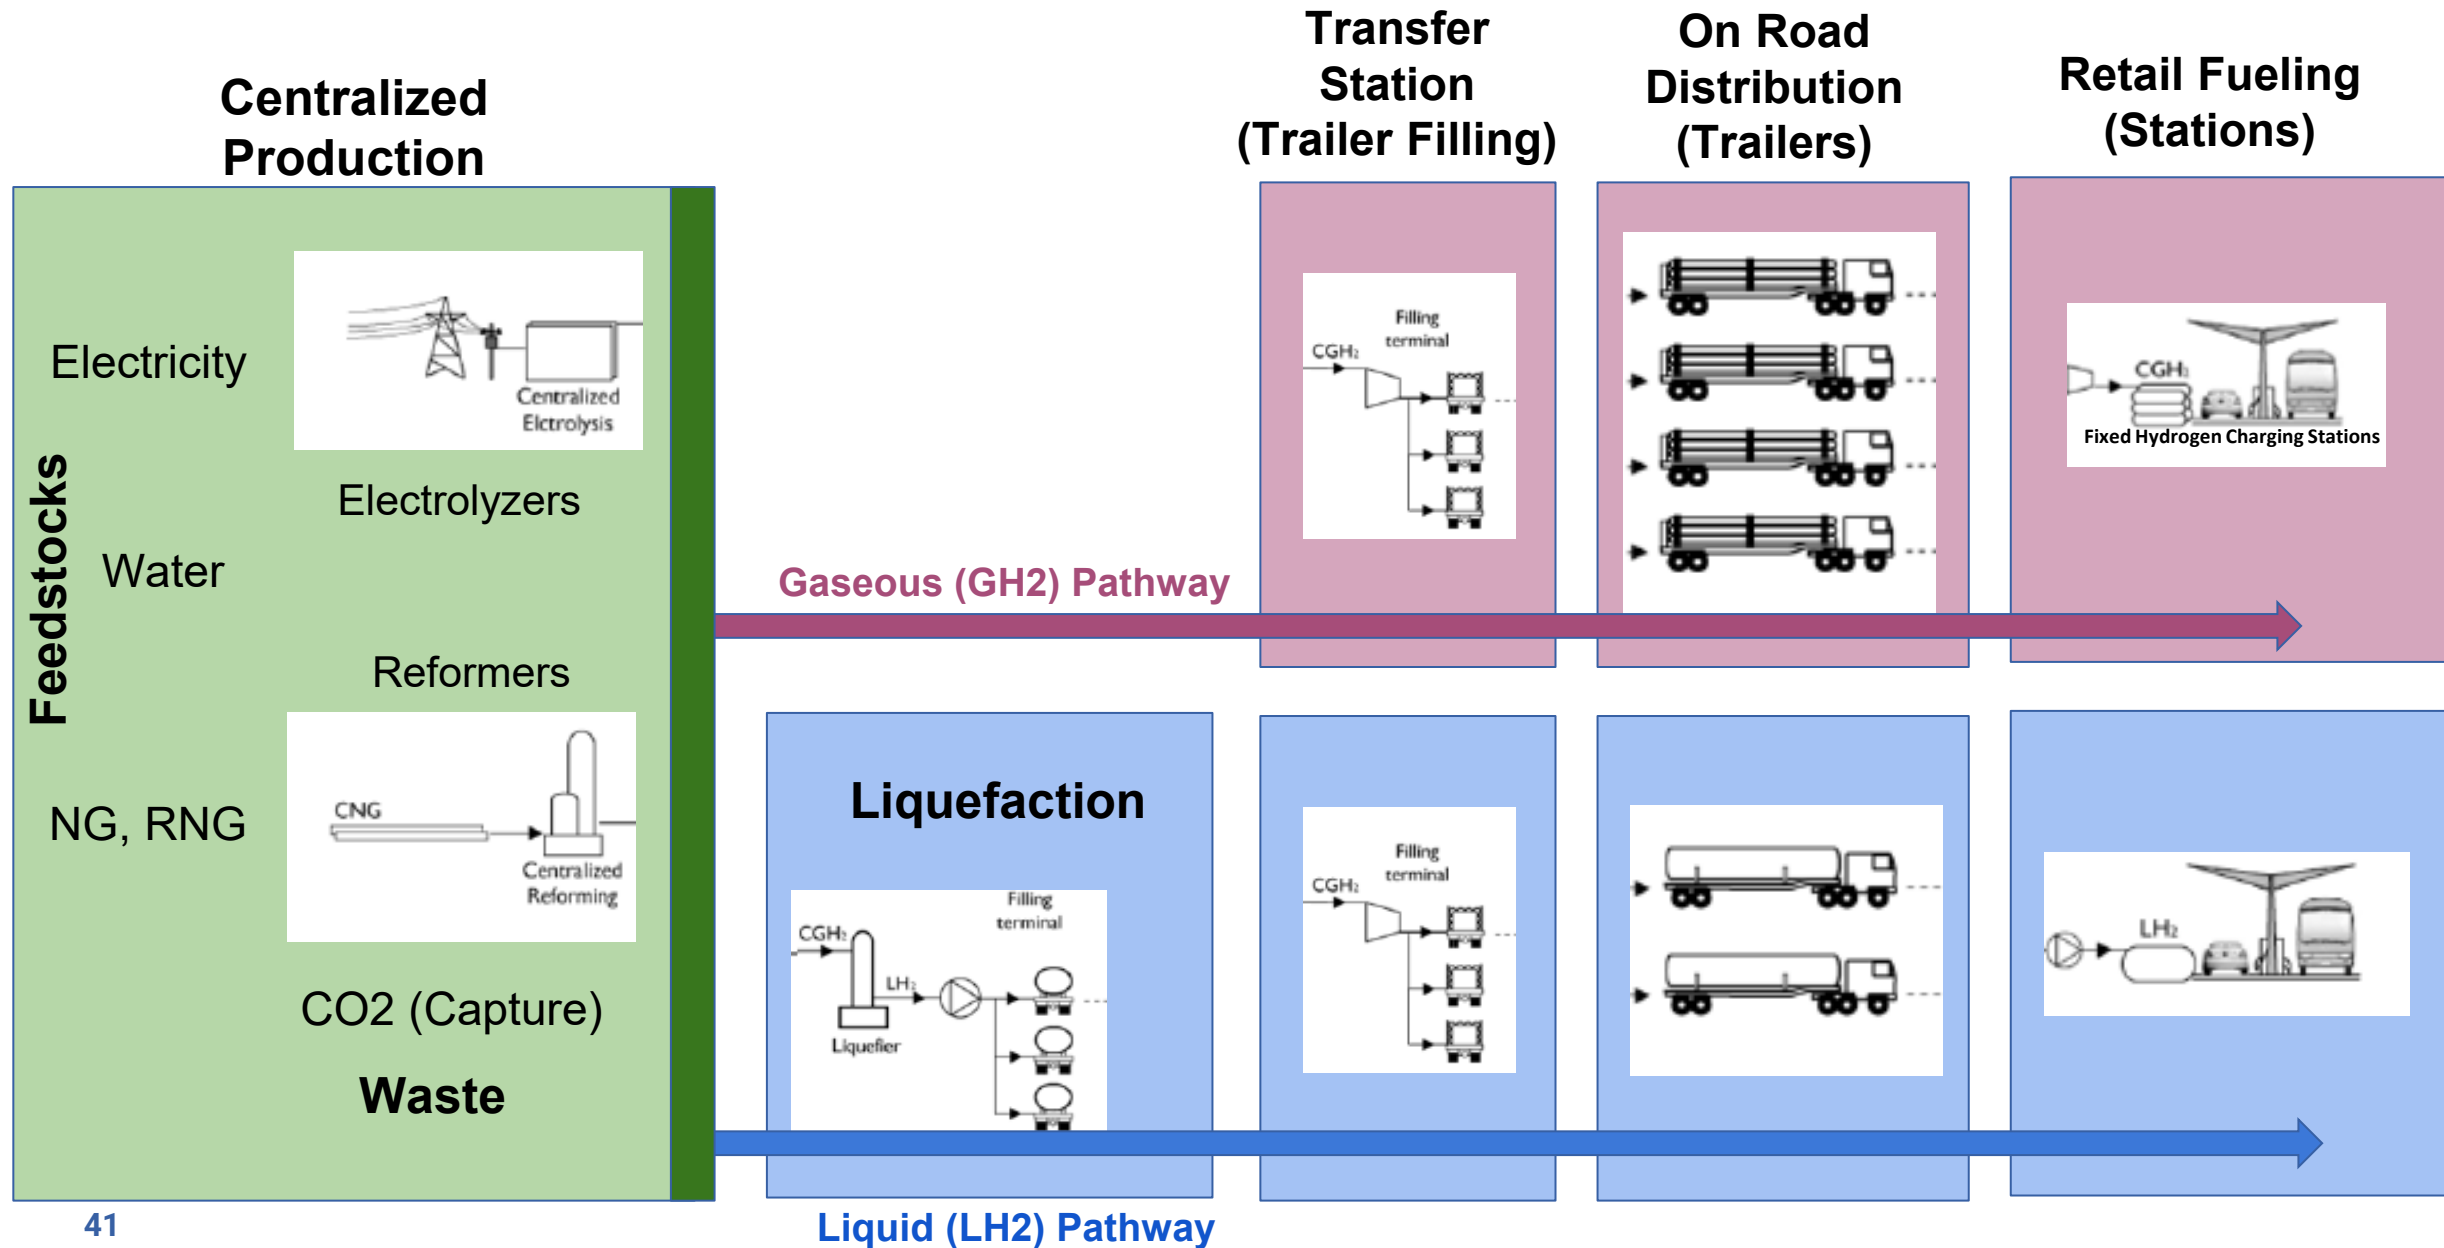 Centralized
Production
Transfer
Station
(Trailer Filling)
On Road
Distribution
(Trailers)
Retail Fueling
(Stations)
Feedstocks
Electricity
Centralized
Elctrolysis
Electrolyzers
Water
Reformers
NG, RNG
CNG
Centralized
Reforming
CO2 (Capture)
Waste
Gaseous (GH2) Pathway
Filling
terminal
CGH₂
CGH₂
Fixed Hydrogen Charging Stations
Liquefaction
Filling
terminal
CGH₂
LH₂
Liquefier
Filling
terminal
CGH₂
LH₂
Liquid (LH2) Pathway
41